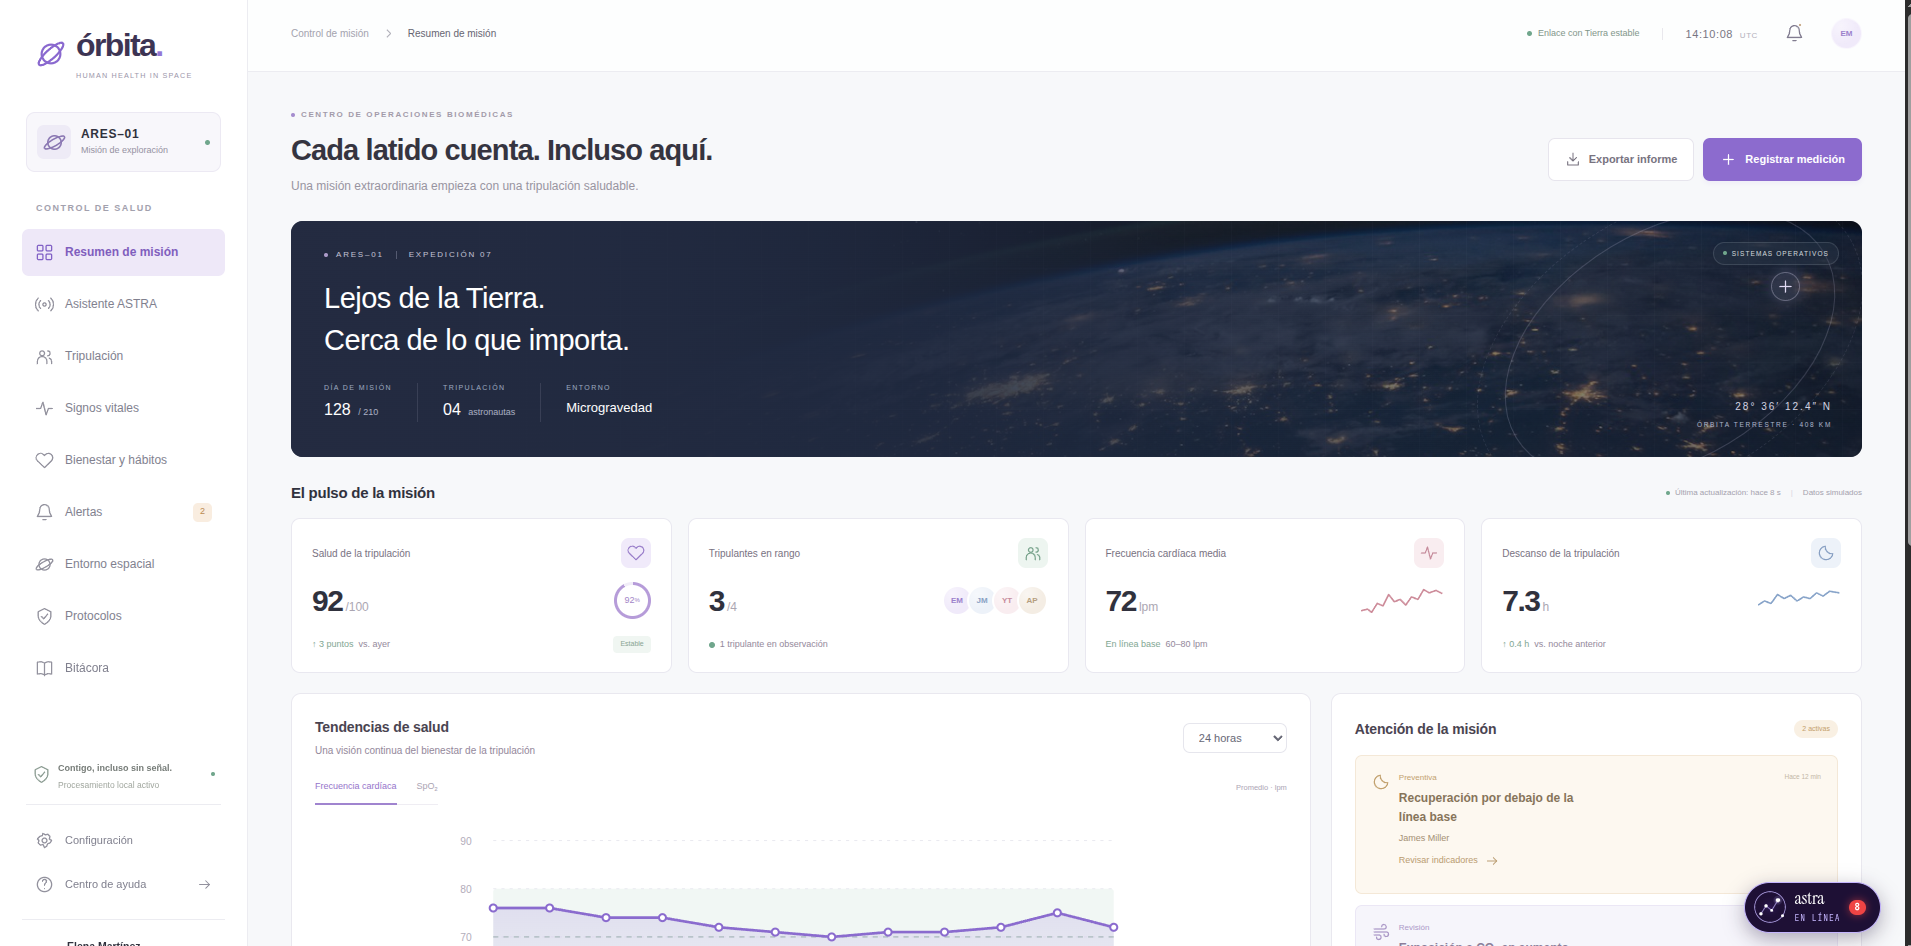 órbita.
HUMAN HEALTH IN SPACE
ARES–01
Misión de exploración
CONTROL DE SALUD
Resumen de misión
Asistente ASTRA
Tripulación
Signos vitales
Bienestar y hábitos
Alertas 2
Entorno espacial
Protocolos
Bitácora
Contigo, incluso sin señal.
Procesamiento local activo
Configuración
Centro de ayuda
Elena Martínez
Control de misión > Resumen de misión
Enlace con Tierra estable
14:10:08 UTC
EM
CENTRO DE OPERACIONES BIOMÉDICAS
Cada latido cuenta. Incluso aquí.
Una misión extraordinaria empieza con una tripulación saludable.
Exportar informe
Registrar medición
ARES–01 | EXPEDICIÓN 07
SISTEMAS OPERATIVOS
Lejos de la Tierra.
Cerca de lo que importa.
DÍA DE MISIÓN
128 / 210
TRIPULACIÓN
04 astronautas
ENTORNO
Microgravedad
28° 36′ 12.4″ N
ÓRBITA TERRESTRE · 408 KM
El pulso de la misión
Última actualización: hace 8 s | Datos simulados
Salud de la tripulación
92 /100
92%
↑ 3 puntos vs. ayer
Estable
Tripulantes en rango
3 /4
EM JM YT AP
1 tripulante en observación
Frecuencia cardíaca media
72 lpm
En línea base 60–80 lpm
Descanso de la tripulación
7.3 h
↑ 0.4 h vs. noche anterior
Tendencias de salud
Una visión continua del bienestar de la tripulación
24 horas
Frecuencia cardíaca
SpO₂
Promedio · lpm
90
80
70
Atención de la misión
2 activas
Preventiva
Hace 12 min
Recuperación por debajo de la
línea base
James Miller
Revisar indicadores
Revisión
Exposición a CO₂ en aumento
astra
EN LÍNEA
8